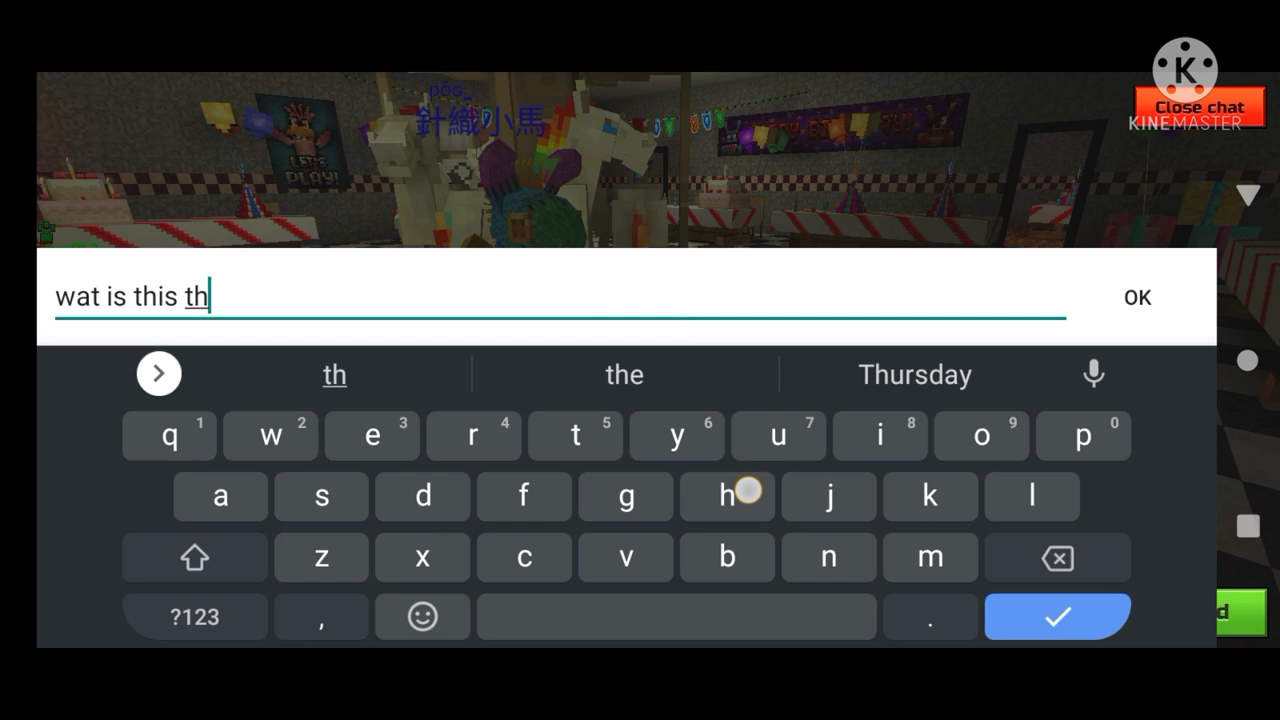 K
pog_
Close chat
針織小馬
KINEMASTER
LET'S
PLAY!
wat is this th
OK
th the Thursday
q 1 w 2 e 3 r 4 t 5 y 6 u 7 i 8 o 9 p 0
a s d f g h j k l
z x c v b n m
?123 , .
d